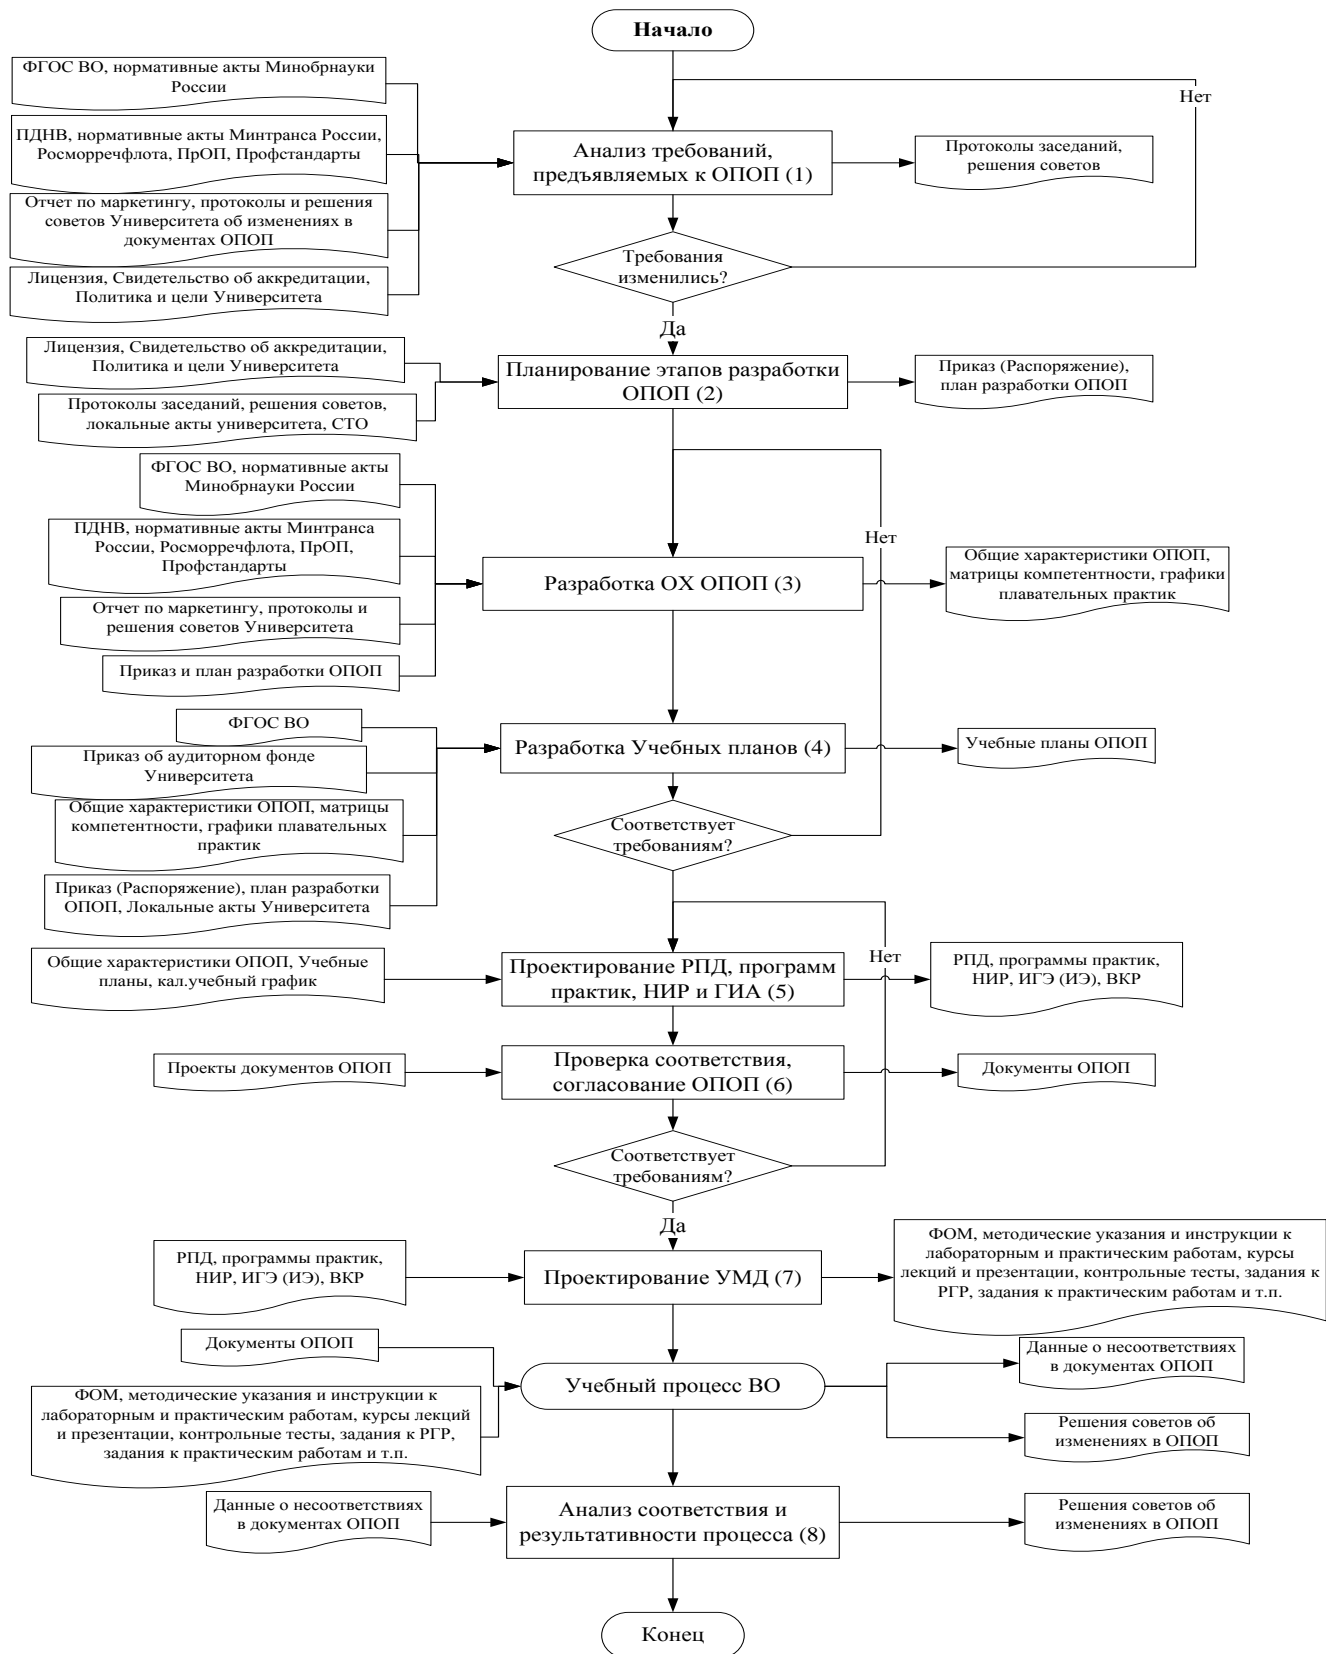 Начало
ФГОС ВО, нормативные акты Минобрнауки
России
Нет
ПДНВ, нормативные акты Минтранса России,
Росморречфлота, ПрОП, Профстандарты
Анализ требований,
предъявляемых к ОПОП (1)
Протоколы заседаний,
решения советов
Отчет по маркетингу, протоколы и решения
советов Университета об изменениях в
документах ОПОП
Требования
изменились?
Лицензия, Свидетельство об аккредитации,
Политика и цели Университета
Да
Лицензия, Свидетельство об аккредитации,
Политика и цели Университета
Планирование этапов разработки
ОПОП (2)
Приказ (Распоряжение),
план разработки ОПОП
Протоколы заседаний, решения советов,
локальные акты университета, СТО
ФГОС ВО, нормативные акты
Минобрнауки России
Нет
ПДНВ, нормативные акты Минтранса
России, Росморречфлота, ПрОП,
Профстандарты
Разработка ОХ ОПОП (3)
Общие характеристики ОПОП,
матрицы компетентности, графики
плавательных практик
Отчет по маркетингу, протоколы и
решения советов Университета
Приказ и план разработки ОПОП
ФГОС ВО
Приказ об аудиторном фонде
Университета
Разработка Учебных планов (4)
Учебные планы ОПОП
Общие характеристики ОПОП, матрицы
компетентности, графики плавательных
практик
Соответствует
требованиям?
Приказ (Распоряжение), план разработки
ОПОП, Локальные акты Университета
Нет
Общие характеристики ОПОП, Учебные
планы, кал.учебный график
Проектирование РПД, программ
практик, НИР и ГИА (5)
РПД, программы практик,
НИР, ИГЭ (ИЭ), ВКР
Проекты документов ОПОП
Проверка соответствия,
согласование ОПОП (6)
Документы ОПОП
Соответствует
требованиям?
Да
РПД, программы практик,
НИР, ИГЭ (ИЭ), ВКР
Проектирование УМД (7)
ФОМ, методические указания и инструкции к
лабораторным и практическим работам, курсы
лекций и презентации, контрольные тесты, задания к
РГР, задания к практическим работам и т.п.
Документы ОПОП
Учебный процесс ВО
Данные о несоответствиях
в документах ОПОП
ФОМ, методические указания и инструкции к
лабораторным и практическим работам, курсы лекций
и презентации, контрольные тесты, задания к РГР,
задания к практическим работам и т.п.
Решения советов об
изменениях в ОПОП
Данные о несоответствиях
в документах ОПОП
Анализ соответствия и
результативности процесса (8)
Решения советов об
изменениях в ОПОП
Конец